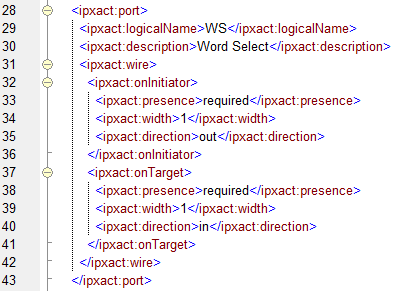 28 <ipxact:port>
29 <ipxact:logicalName>WS</ipxact:logicalName>
30 <ipxact:description>Word Select</ipxact:description>
31 <ipxact:wire>
32 <ipxact:onInitiator>
33 <ipxact:presence>required</ipxact:presence>
34 <ipxact:width>1</ipxact:width>
35 <ipxact:direction>out</ipxact:direction>
36 </ipxact:onInitiator>
37 <ipxact:onTarget>
38 <ipxact:presence>required</ipxact:presence>
39 <ipxact:width>1</ipxact:width>
40 <ipxact:direction>in</ipxact:direction>
41 </ipxact:onTarget>
42 </ipxact:wire>
43 </ipxact:port>